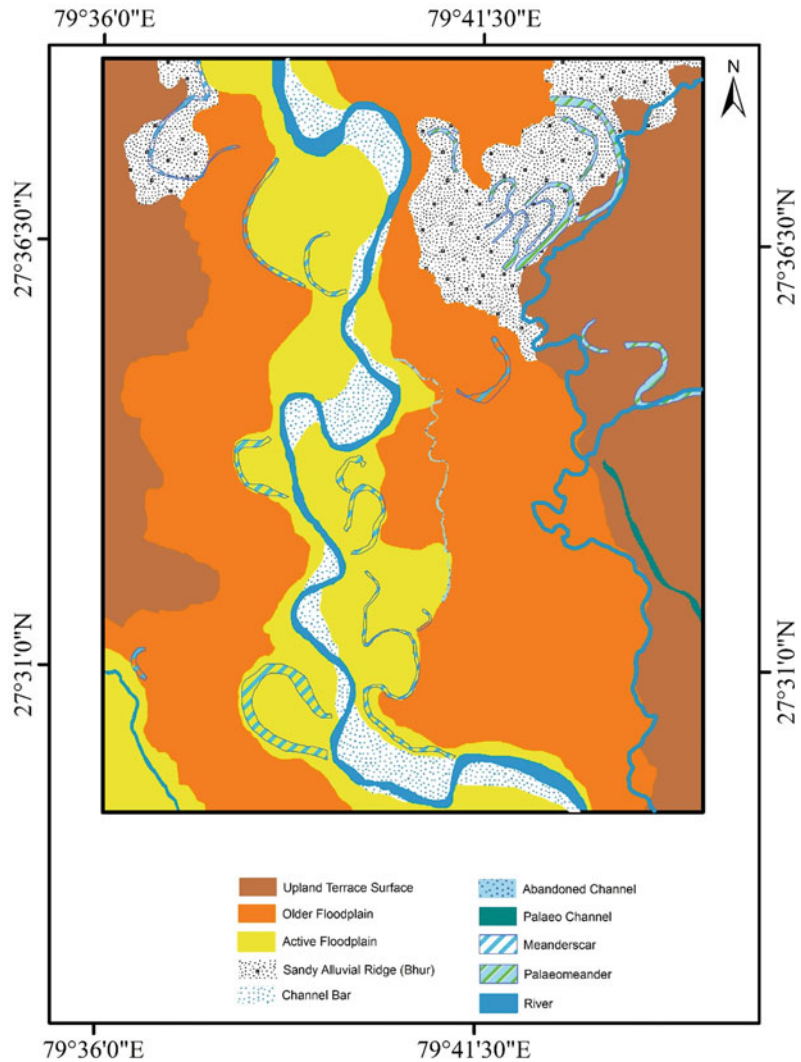 79°36'0"E 79°41'30"E
N
27°36'30"N 27°36'30"N
27°31'0"N 27°31'0"N
Upland Terrace Surface
Older Floodplain
Active Floodplain
Sandy Alluvial Ridge (Bhur)
Channel Bar
Abandoned Channel
Palaeo Channel
Meanderscar
Palaeomeander
River
79°36'0"E 79°41'30"E